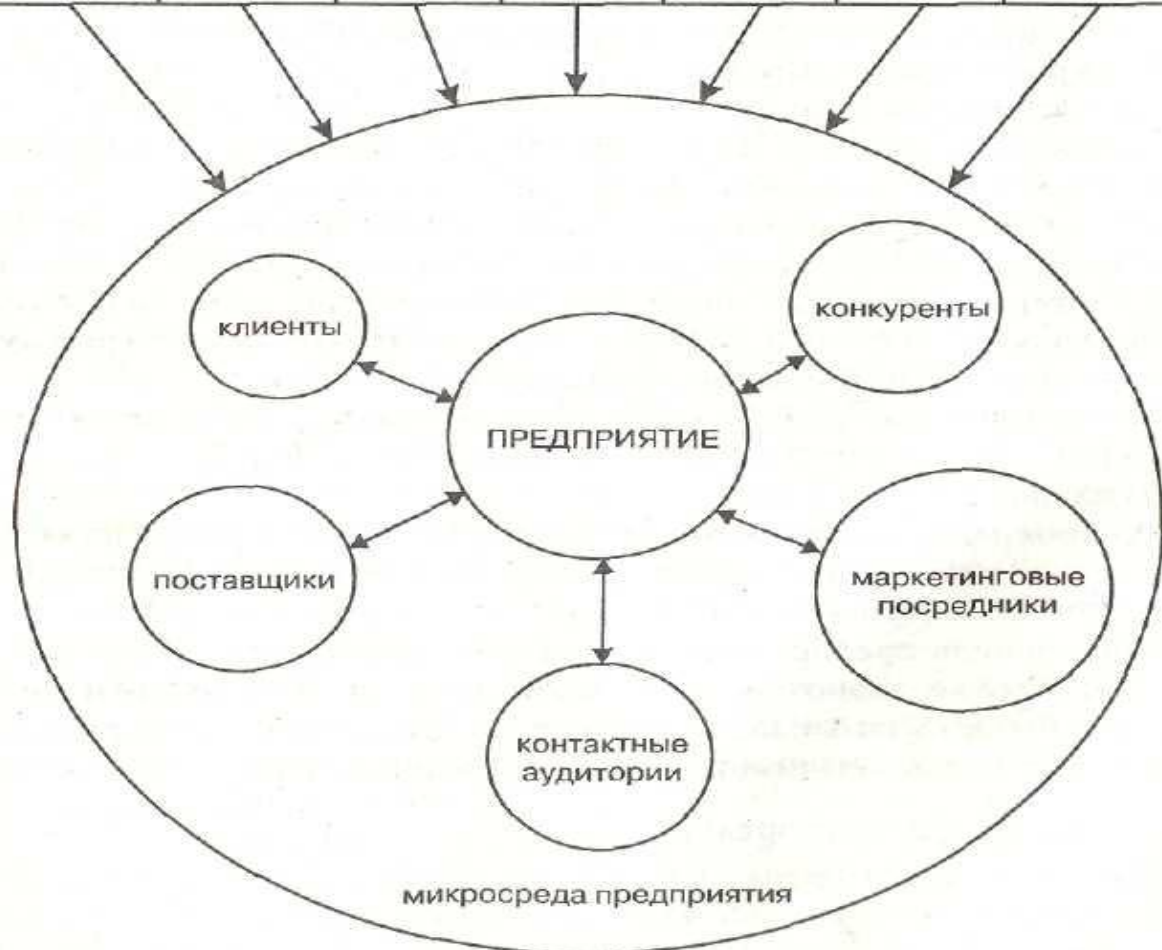 клиенты
конкуренты
ПРЕДПРИЯТИЕ
поставщики
маркетинговые
посредники
контактные
аудитории
микросреда предприятия